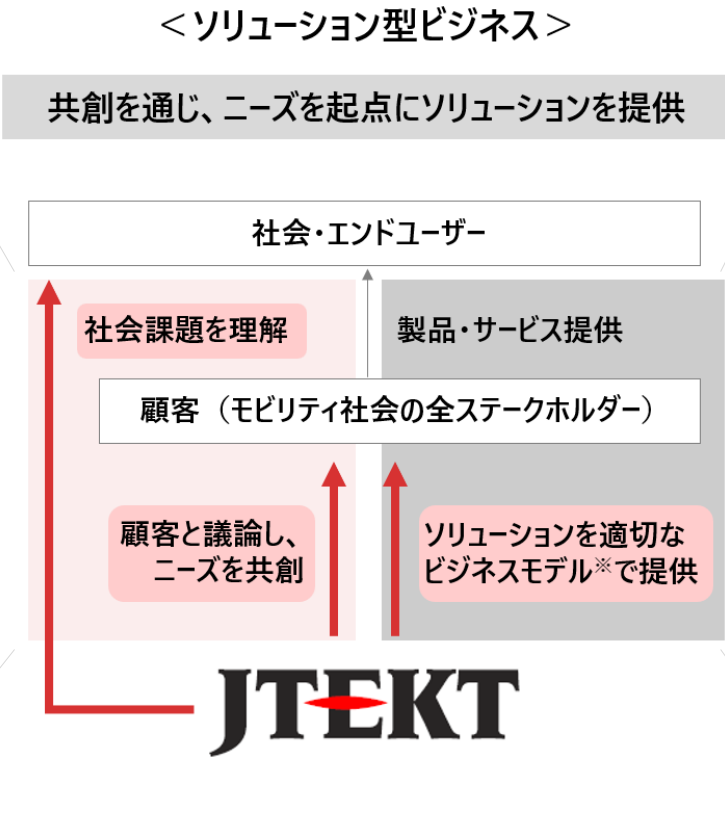 ＜ソリューション型ビジネス＞
共創を通じ、ニーズを起点にソリューションを提供
社会・エンドユーザー
社会課題を理解
製品・サービス提供
顧客（モビリティ社会の全ステークホルダー）
顧客と議論し、
ニーズを共創
ソリューションを適切な
ビジネスモデル※で提供
JTEKT